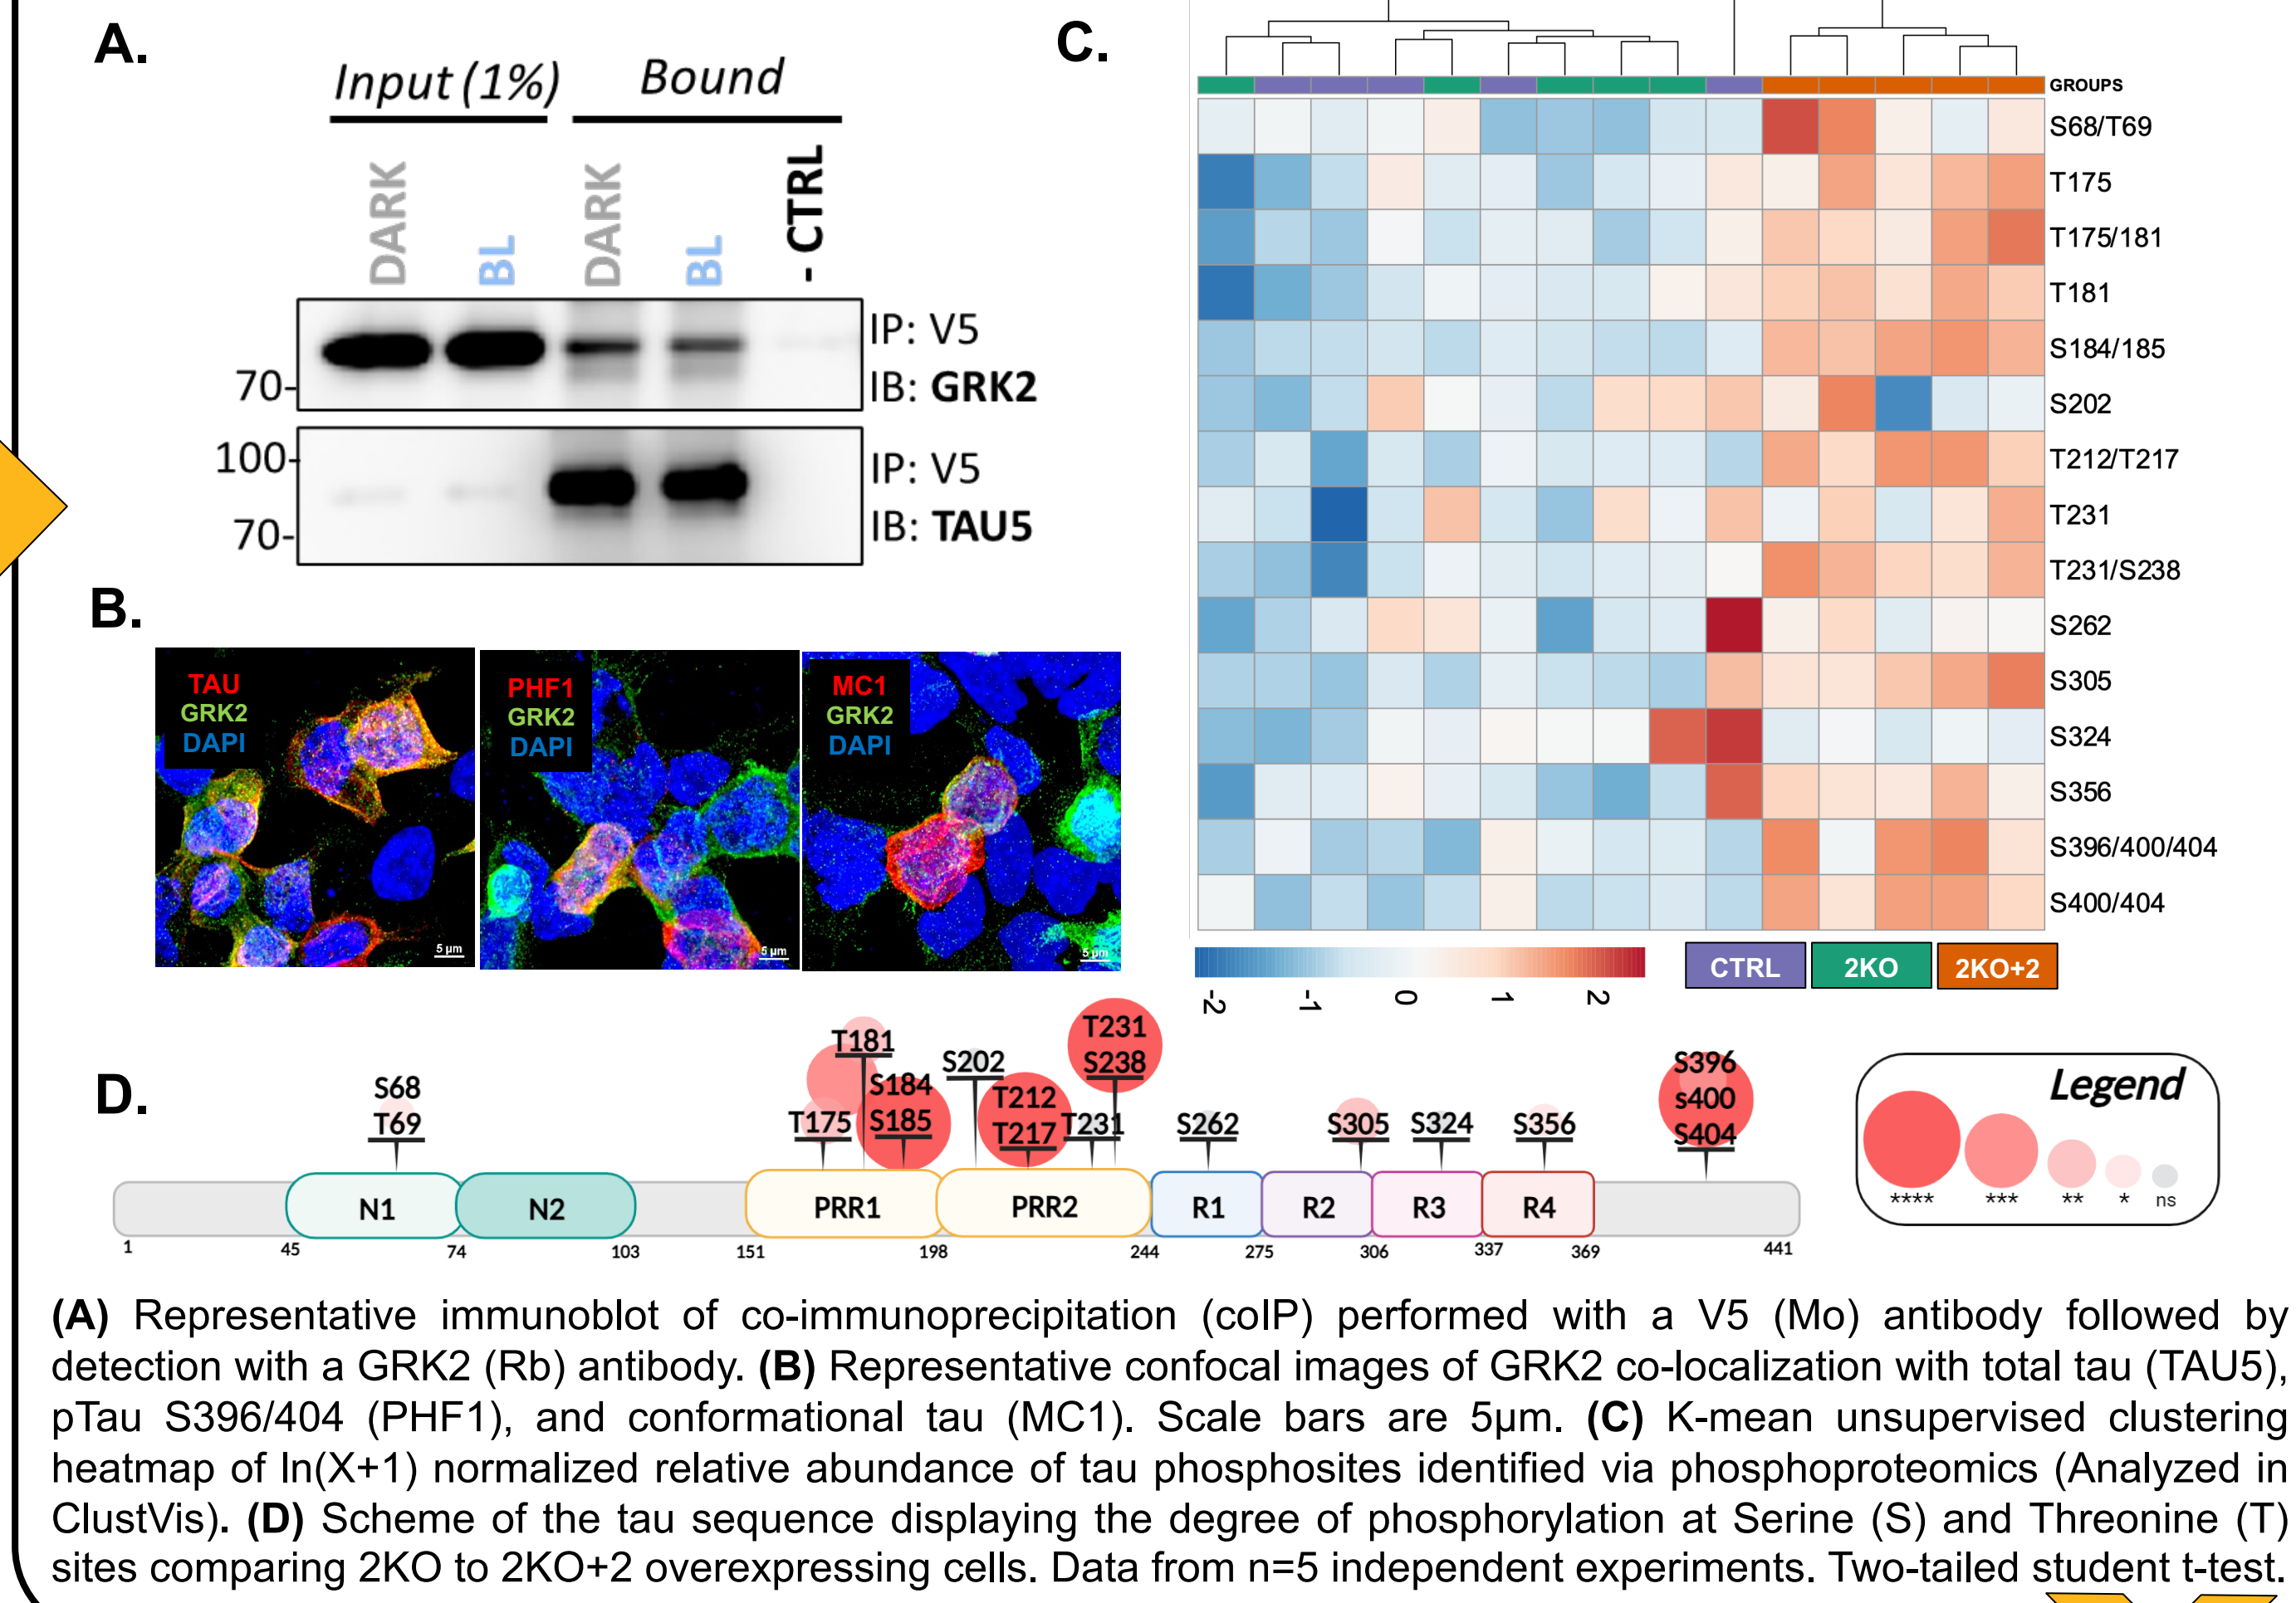 A.
Input (1%)
Bound
DARK
BL
DARK
BL
- CTRL
70-
IP: V5
IB: GRK2
100-
70-
IP: V5
IB: TAU5
B.
TAU
GRK2
DAPI
5 µm
PHF1
GRK2
DAPI
5 µm
MC1
GRK2
DAPI
5 µm
C.
GROUPS
S68/T69
T175
T175/181
T181
S184/185
S202
T212/T217
T231
T231/S238
S262
S305
S324
S356
S396/400/404
S400/404
-2
-1
0
1
2
CTRL
2KO
2KO+2
D.
S68
T69
T175
T181
S184
S185
S202
T212
T217
T231
T231
S238
S262
S305
S324
S356
S396
s400
S404
N1
N2
PRR1
PRR2
R1
R2
R3
R4
1
45
74
103
151
198
244
275
306
337
369
441
Legend
****
***
**
*
ns
(A) Representative immunoblot of co-immunoprecipitation (coIP) performed with a V5 (Mo) antibody followed by
detection with a GRK2 (Rb) antibody. (B) Representative confocal images of GRK2 co-localization with total tau (TAU5),
pTau S396/404 (PHF1), and conformational tau (MC1). Scale bars are 5µm. (C) K-mean unsupervised clustering
heatmap of ln(X+1) normalized relative abundance of tau phosphosites identified via phosphoproteomics (Analyzed in
ClustVis). (D) Scheme of the tau sequence displaying the degree of phosphorylation at Serine (S) and Threonine (T)
sites comparing 2KO to 2KO+2 overexpressing cells. Data from n=5 independent experiments. Two-tailed student t-test.